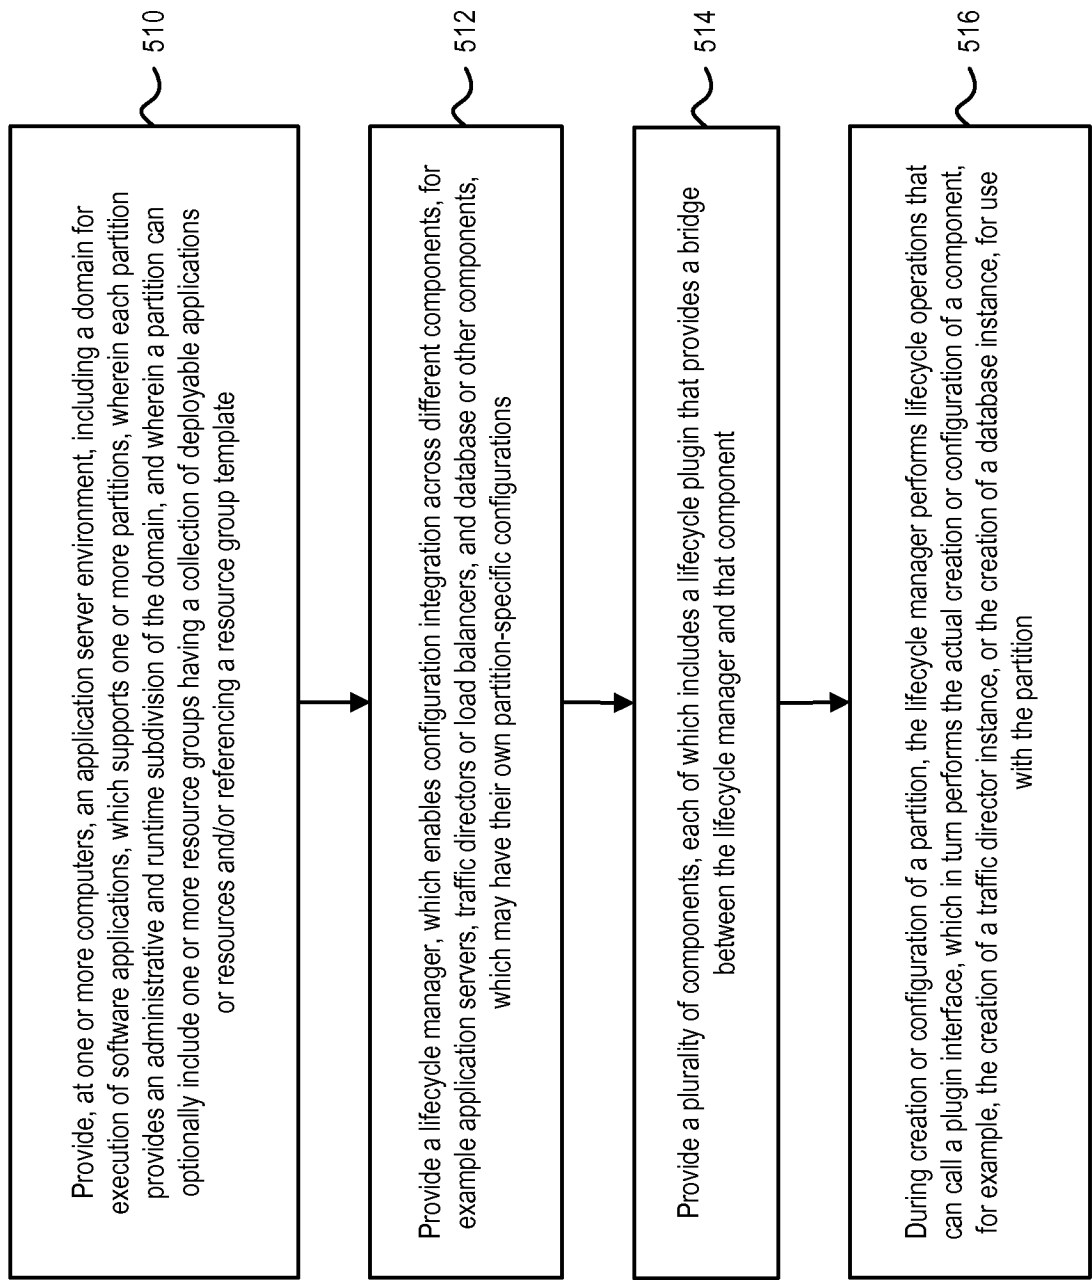 Provide, at one or more computers, an application server environment, including a domain for
execution of software applications, which supports one or more partitions, wherein each partition
provides an administrative and runtime subdivision of the domain, and wherein a partition can
optionally include one or more resource groups having a collection of deployable applications
or resources and/or referencing a resource group template
510
Provide a lifecycle manager, which enables configuration integration across different components, for
example application servers, traffic directors or load balancers, and database or other components,
which may have their own partition-specific configurations
512
Provide a plurality of components, each of which includes a lifecycle plugin that provides a bridge
between the lifecycle manager and that component
514
During creation or configuration of a partition, the lifecycle manager performs lifecycle operations that
can call a plugin interface, which in turn performs the actual creation or configuration of a component,
for example, the creation of a traffic director instance, or the creation of a database instance, for use
with the partition
516